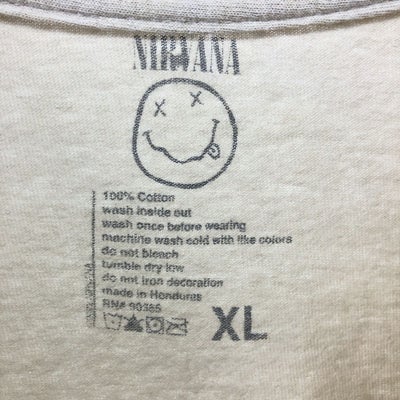 NIRVANA
100% Cotton
wash inside out
wash once before wearing
machine wash cold with like colors
do not bleach
tumble dry low
do not iron decoration
made in Honduras
RN# 90385
XL